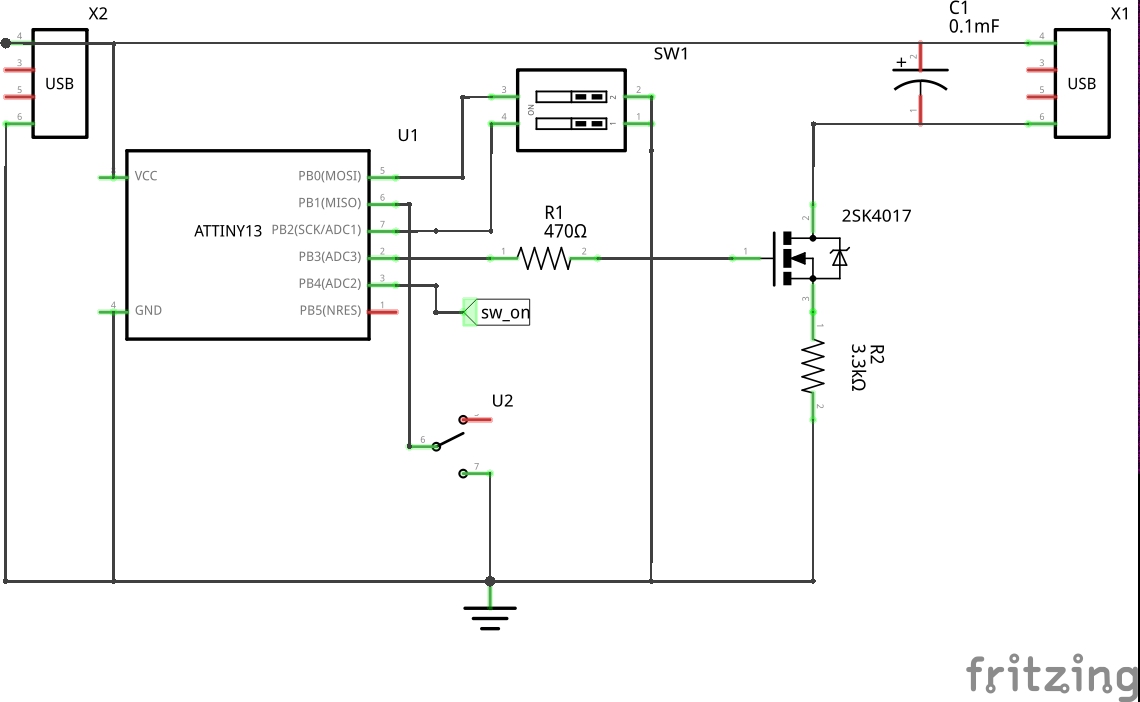 X2
4
3
5
6
USB
C1
0.1mF
+
2
1
X1
4
3
5
6
USB
SW1
3
4
ON
2
1
2
1
U1
VCC
ATTINY13
4
GND
PB0(MOSI)
5
PB1(MISO)
6
PB2(SCK/ADC1)
7
PB3(ADC3)
2
PB4(ADC2)
3
PB5(NRES)
1
R1
470Ω
1
2
sw_on
2SK4017
2
1
3
R2
3.3kΩ
1
2
U2
6
7
fritzing